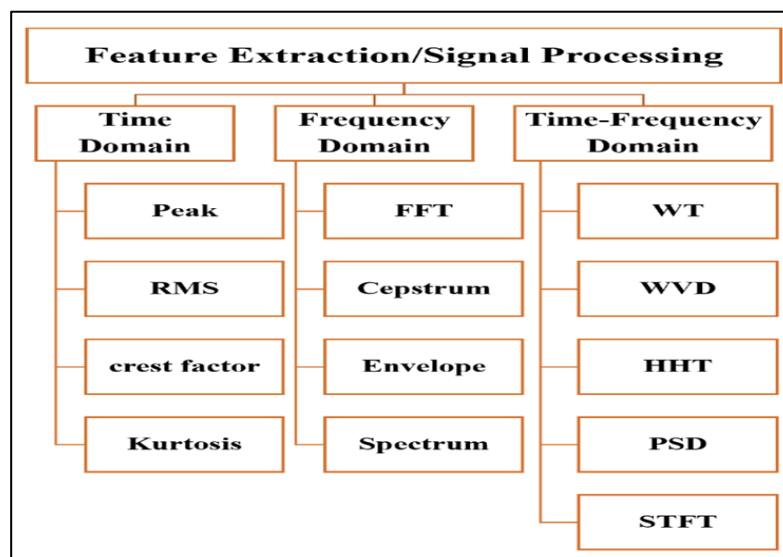 Feature Extraction/Signal Processing
Time
Domain
Peak
RMS
crest factor
Kurtosis
Frequency
Domain
FFT
Cepstrum
Envelope
Spectrum
Time-Frequency
Domain
WT
WVD
HHT
PSD
STFT